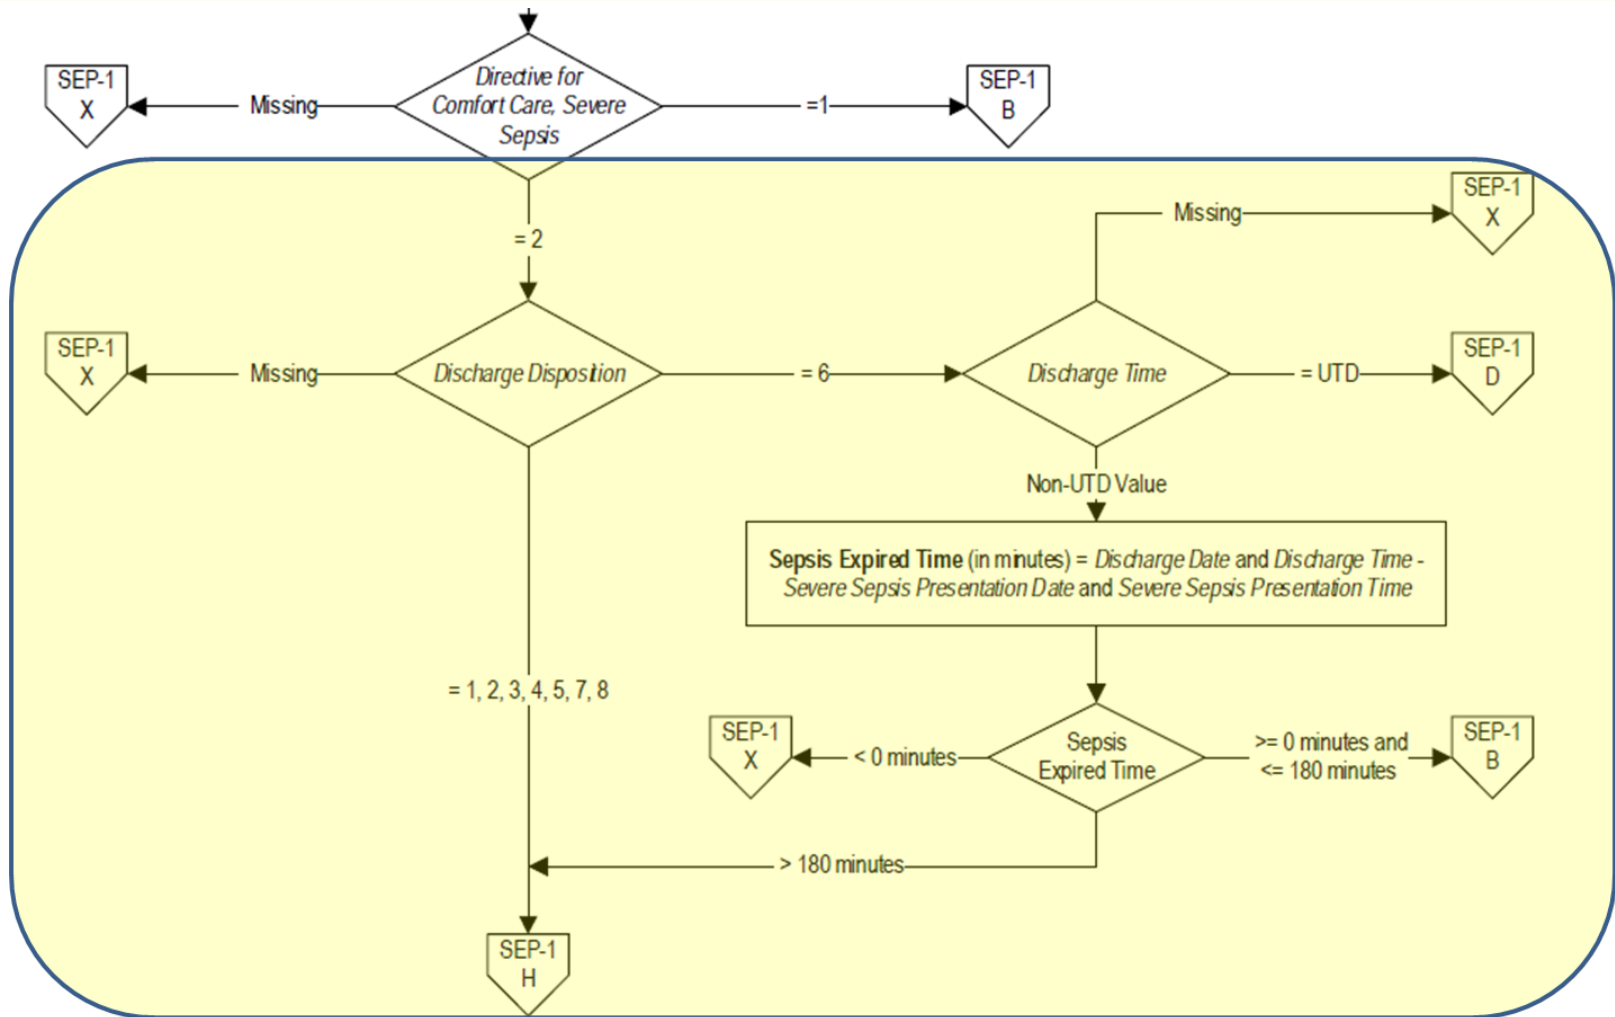 Directive for
Comfort Care, Severe
Sepsis
SEP-1
X
Missing
=1
SEP-1
B
= 2
Missing
SEP-1
X
SEP-1
X
Missing
Discharge Disposition
= 6
Discharge Time
= UTD
SEP-1
D
Non-UTD Value
Sepsis Expired Time (in minutes) = Discharge Date and Discharge Time -
Severe Sepsis Presentation Date and Severe Sepsis Presentation Time
= 1, 2, 3, 4, 5, 7, 8
SEP-1
X
< 0 minutes
Sepsis
Expired Time
>= 0 minutes and
<= 180 minutes
SEP-1
B
> 180 minutes
SEP-1
H